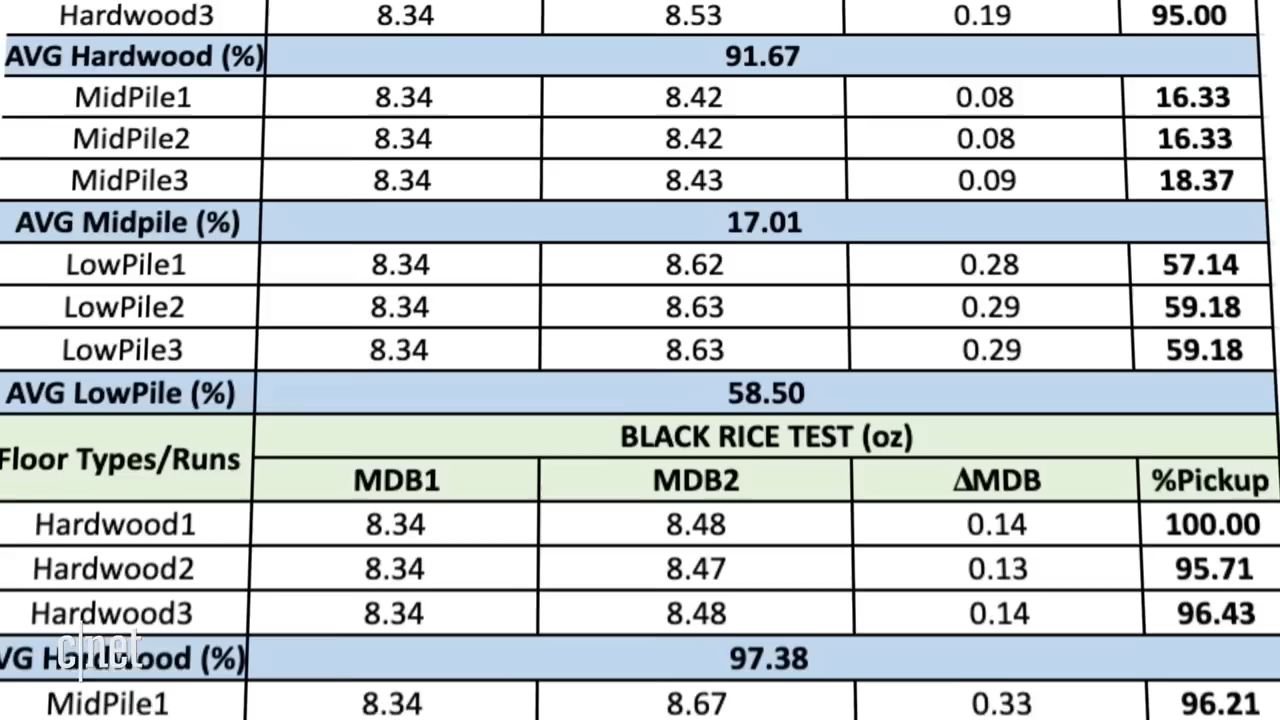 Hardwood3 8.34 8.53 0.19 95.00
AVG Hardwood (%) 91.67
MidPile1 8.34 8.42 0.08 16.33
MidPile2 8.34 8.42 0.08 16.33
MidPile3 8.34 8.43 0.09 18.37
AVG Midpile (%) 17.01
LowPile1 8.34 8.62 0.28 57.14
LowPile2 8.34 8.63 0.29 59.18
LowPile3 8.34 8.63 0.29 59.18
AVG LowPile (%) 58.50
BLACK RICE TEST (oz)
Floor Types/Runs
MDB1 MDB2 ΔMDB %Pickup
Hardwood1 8.34 8.48 0.14 100.00
Hardwood2 8.34 8.47 0.13 95.71
Hardwood3 8.34 8.48 0.14 96.43
VG Hardwood (%) 97.38
c|net
MidPile1 8.34 8.67 0.33 96.21